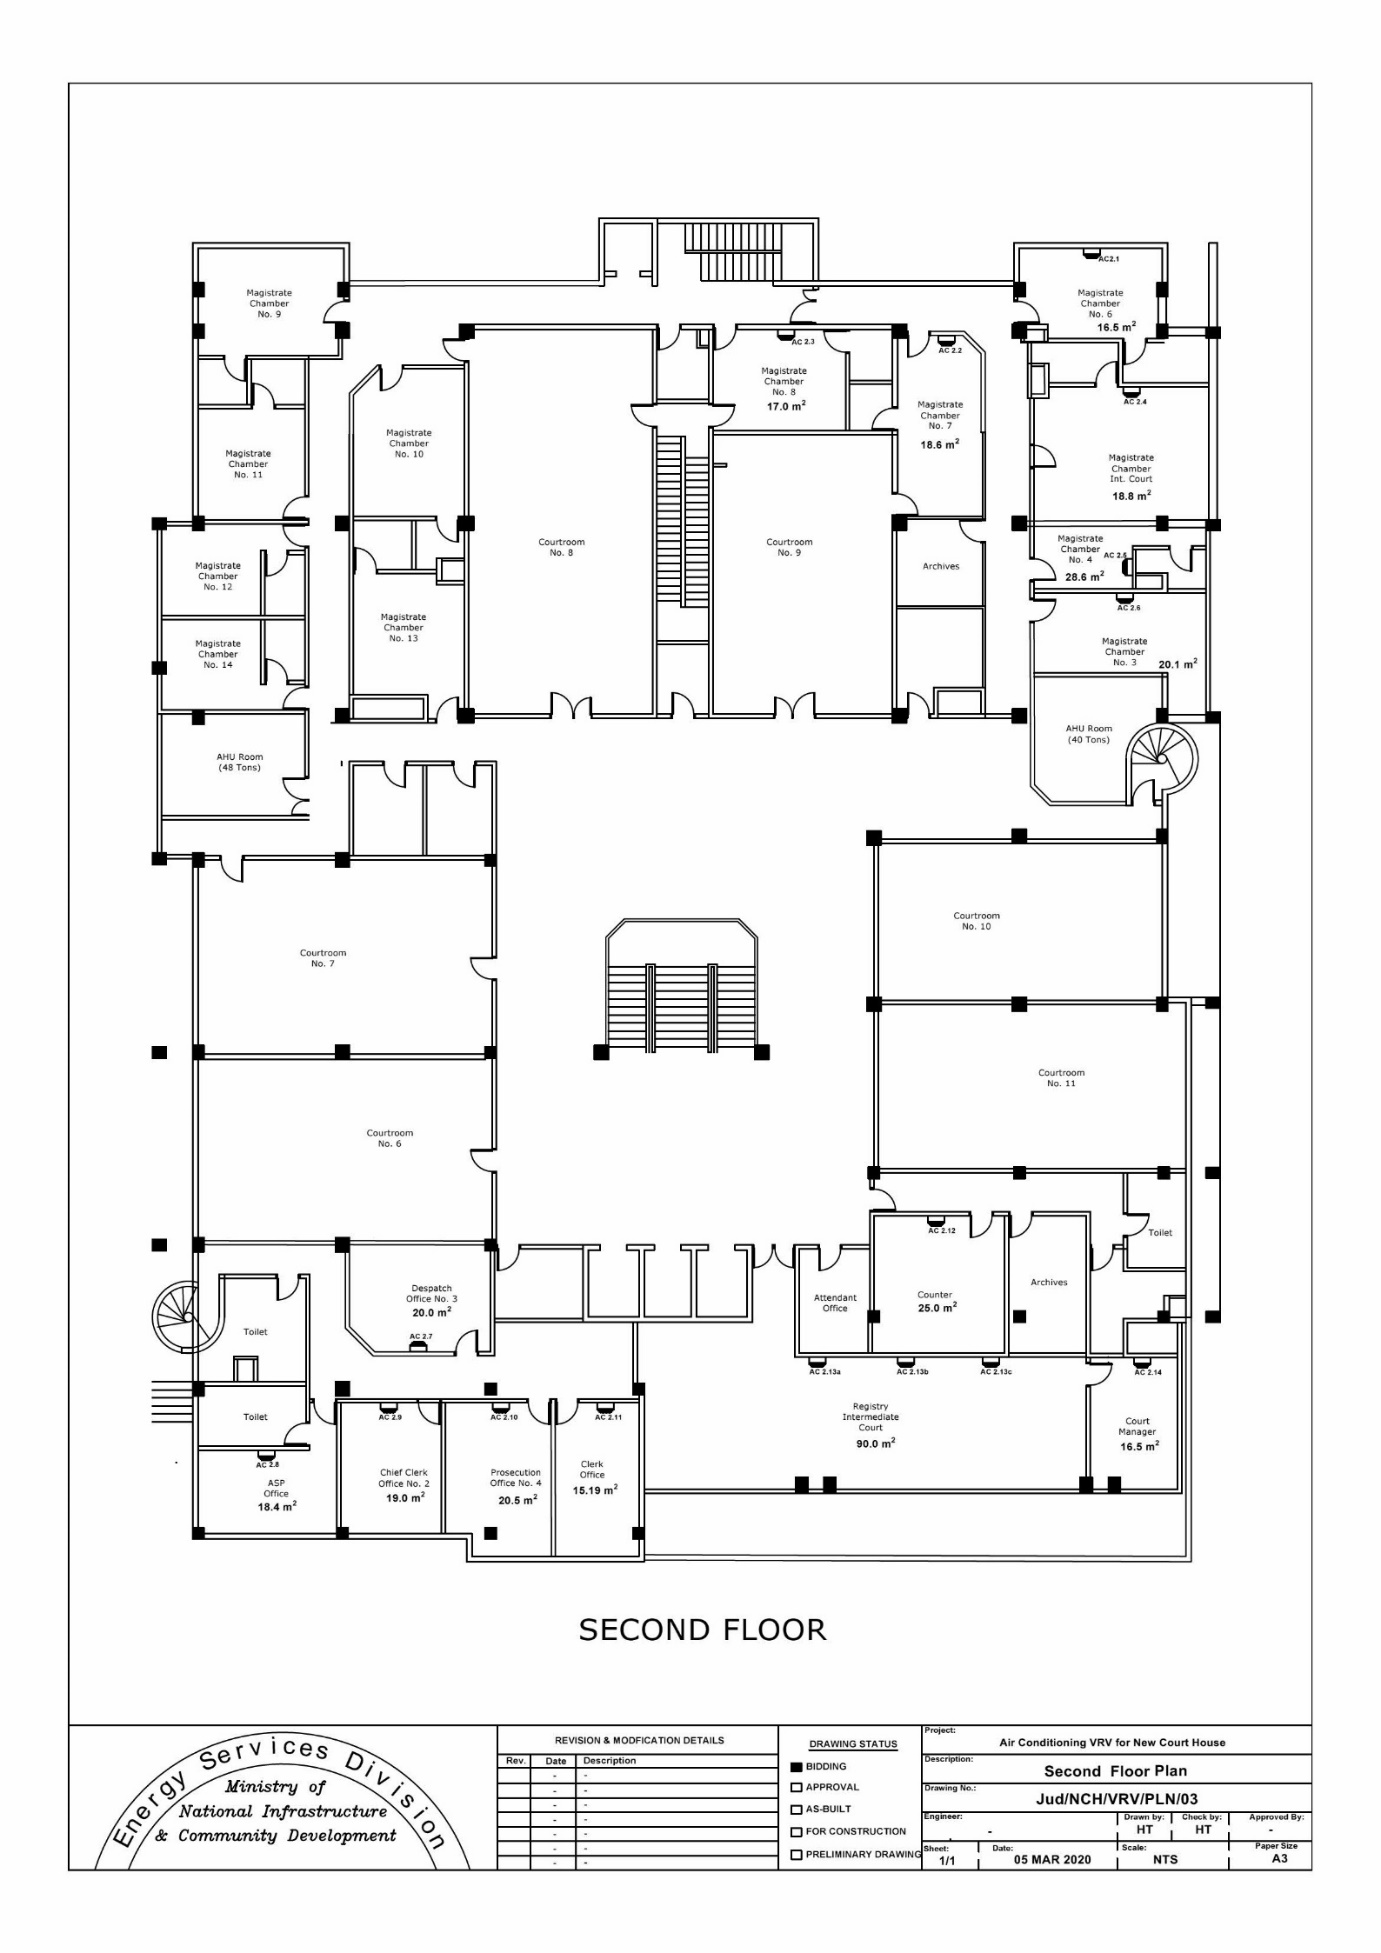 AC2.1
Magistrate
Chamber
No. 9
Magistrate
Chamber
No. 6
16.5 m²
AC 2.3
AC 2.2
Magistrate
Chamber
No. 8
17.0 m²
AC 2.4
Magistrate
Chamber
No. 7
18.6 m²
Magistrate
Chamber
No. 10
Magistrate
Chamber
No. 11
Magistrate
Chamber
Int. Court
18.8 m²
Courtroom
No. 8
Courtroom
No. 9
Magistrate
Chamber
No. 4
AC 2.5
28.6 m²
Archives
Magistrate
Chamber
No. 12
AC 2.6
Magistrate
Chamber
No. 13
Magistrate
Chamber
No. 14
Magistrate
Chamber
No. 3
20.1 m²
AHU Room
(40 Tons)
AHU Room
(48 Tons)
Courtroom
No. 10
Courtroom
No. 7
Courtroom
No. 11
Courtroom
No. 6
AC 2.12
Toilet
Despatch
Office No. 3
20.0 m²
AC 2.7
Attendant
Office
Counter
25.0 m²
Archives
Toilet
AC 2.13a
AC 2.13b
AC 2.13c
AC 2.14
Toilet
AC 2.9
AC 2.10
AC 2.11
Registry
Intermediate
Court
90.0 m²
Court
Manager
16.5 m²
AC 2.8
ASP
Office
18.4 m²
Chief Clerk
Office No. 2
19.0 m²
Prosecution
Office No. 4
20.5 m²
Clerk
Office
15.19 m²
SECOND FLOOR
Energy Services Division
Ministry of
National Infrastructure
& Community Development
REVISION & MODFICATION DETAILS
Rev. Date Description
- -
- -
- -
- -
- -
- -
- -
DRAWING STATUS
BIDDING
APPROVAL
AS-BUILT
FOR CONSTRUCTION
PRELIMINARY DRAWING
Project:
Air Conditioning VRV for New Court House
Description:
Second Floor Plan
Drawing No.:
Jud/NCH/VRV/PLN/03
Engineer: Drawn by: Check by: Approved By:
- HT HT -
Sheet: Date: Scale: Paper Size
1/1 05 MAR 2020 NTS A3